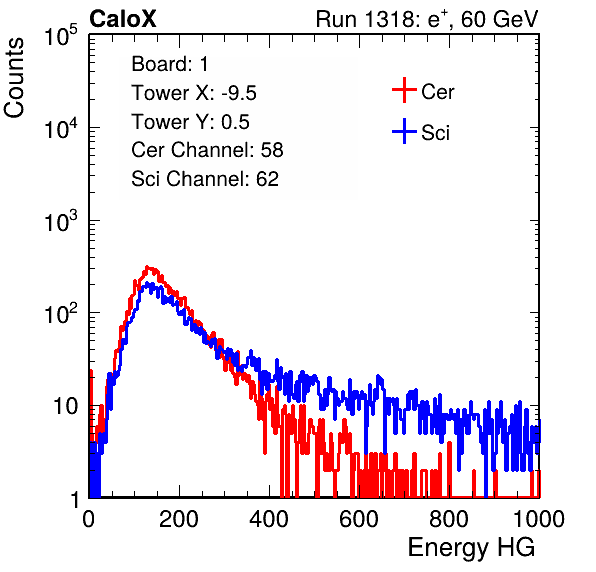 CaloX Run 1318: e⁺, 60 GeV
Counts
Board: 1
Tower X: -9.5
Tower Y: 0.5
Cer Channel: 58
Sci Channel: 62
Cer
Sci
10⁵
10⁴
10³
10²
10
1
0 200 400 600 800 1000
Energy HG